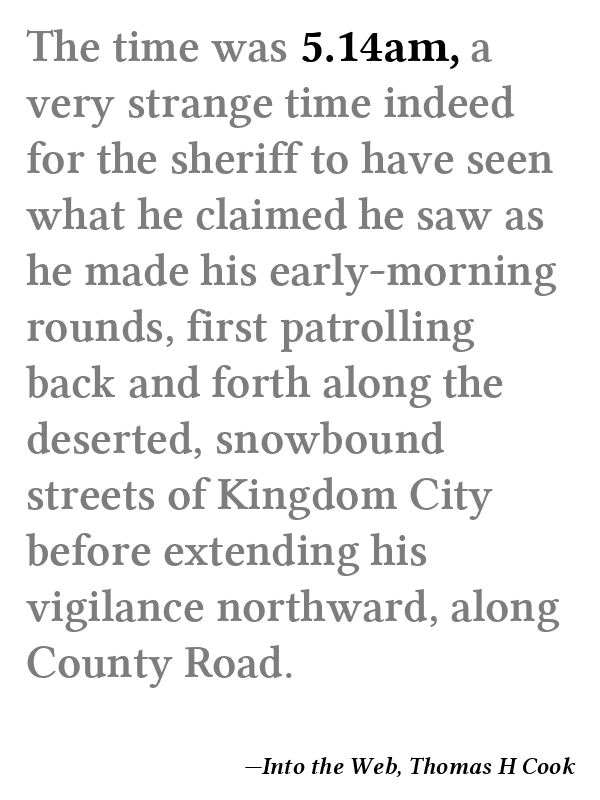 The time was 5.14am, a
very strange time indeed
for the sheriff to have seen
what he claimed he saw as
he made his early-morning
rounds, first patrolling
back and forth along the
deserted, snowbound
streets of Kingdom City
before extending his
vigilance northward, along
County Road.
—Into the Web, Thomas H Cook